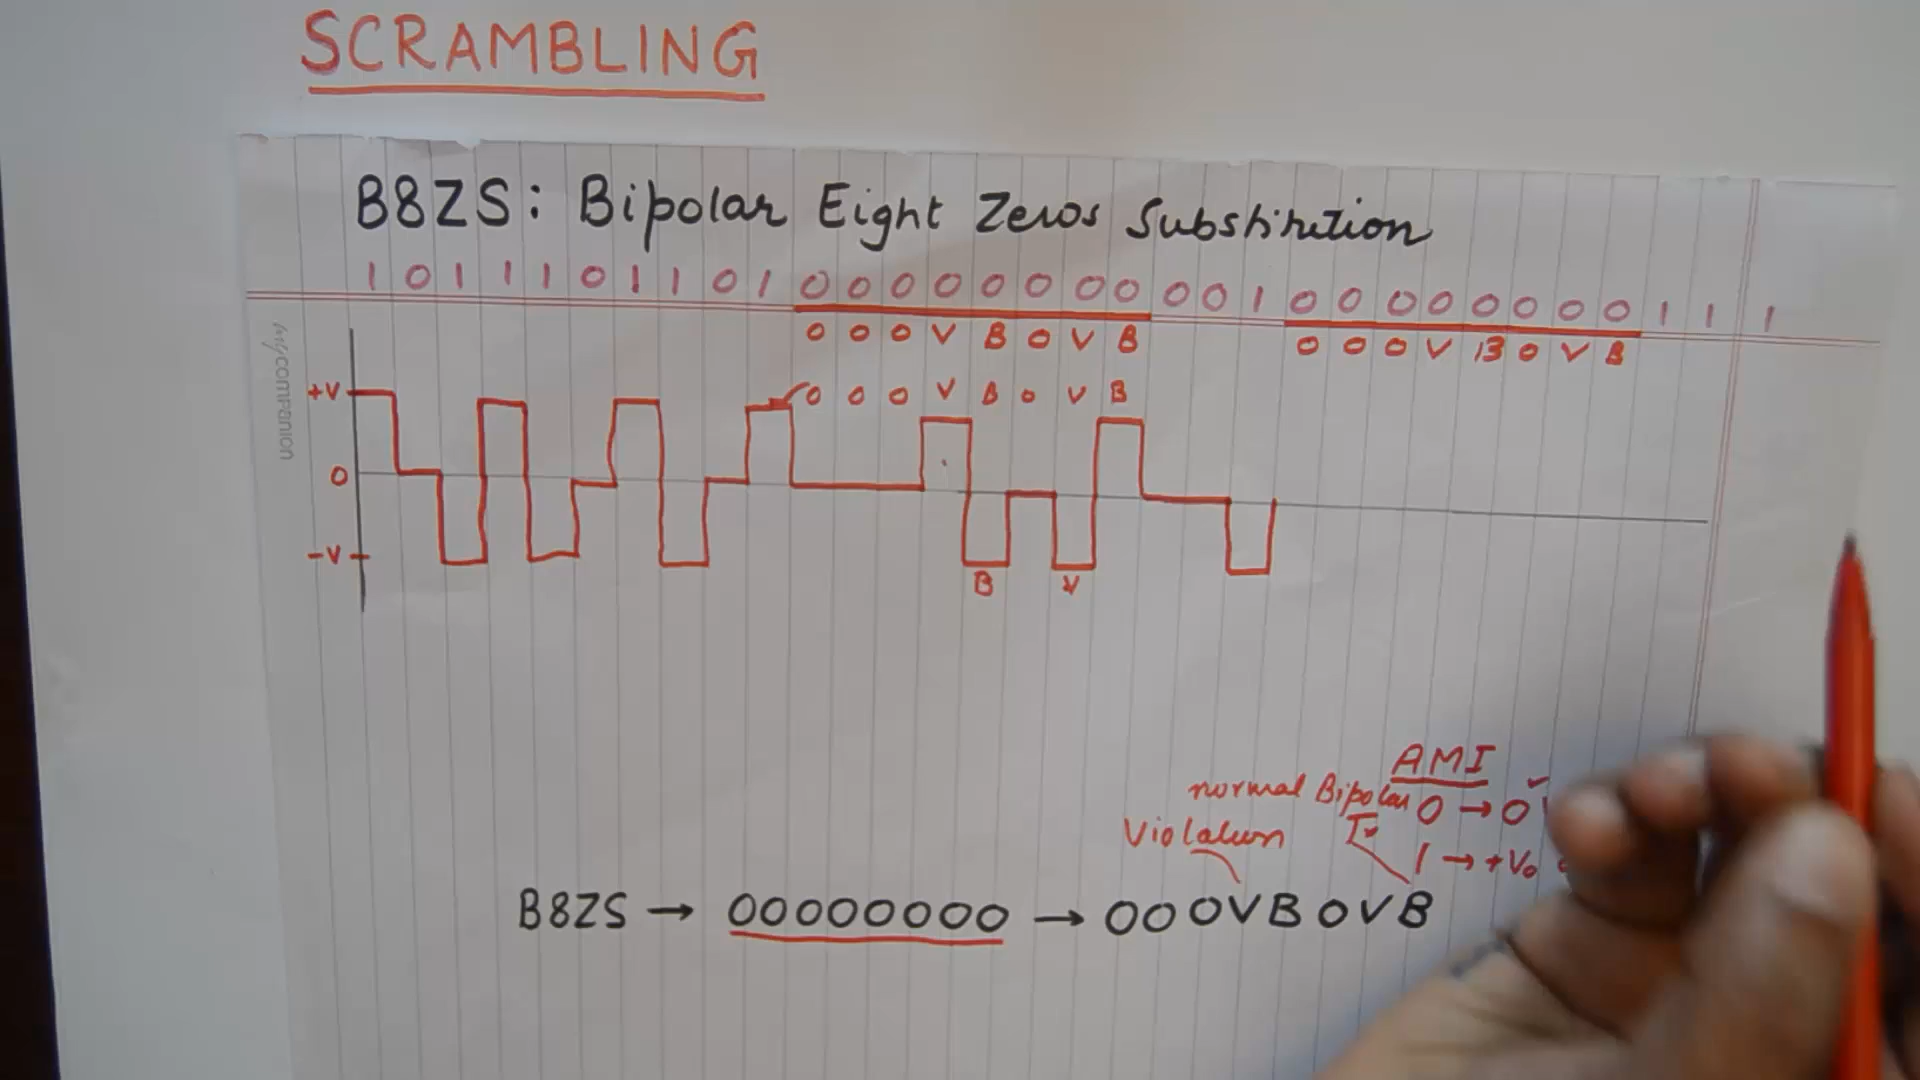 SCRAMBLING
B8ZS: Bipolar Eight Zeros Substitution
1 0 1 1 1 0 1 1 0 1 0 0 0 0 0 0 0 0 0 0 1 0 0 0 0 0 0 0 0 1 1 1
0 0 0 V B 0 V B 0 0 0 V B 0 V B
mycompanion
+V 0 0 0 V B 0 V B
0
-V
B V
AMI
normal Bipolar 0 → 0
Violation
1 → +V
B8ZS → 00000000 → 000VB0VB